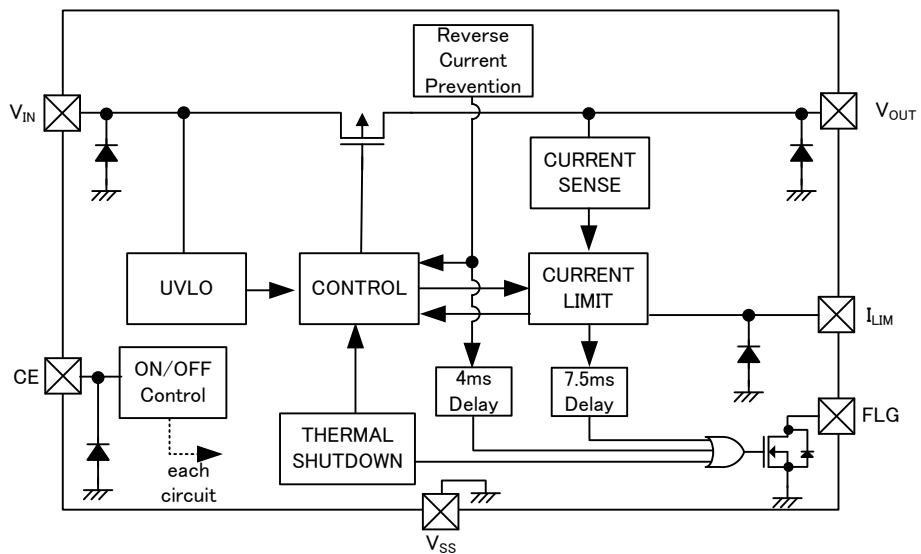 Reverse
Current
Prevention
VIN
VOUT
CURRENT
SENSE
UVLO
CONTROL
CURRENT
LIMIT
ILIM
CE
ON/OFF
Control
4ms
Delay
7.5ms
Delay
FLG
THERMAL
SHUTDOWN
each
circuit
VSS